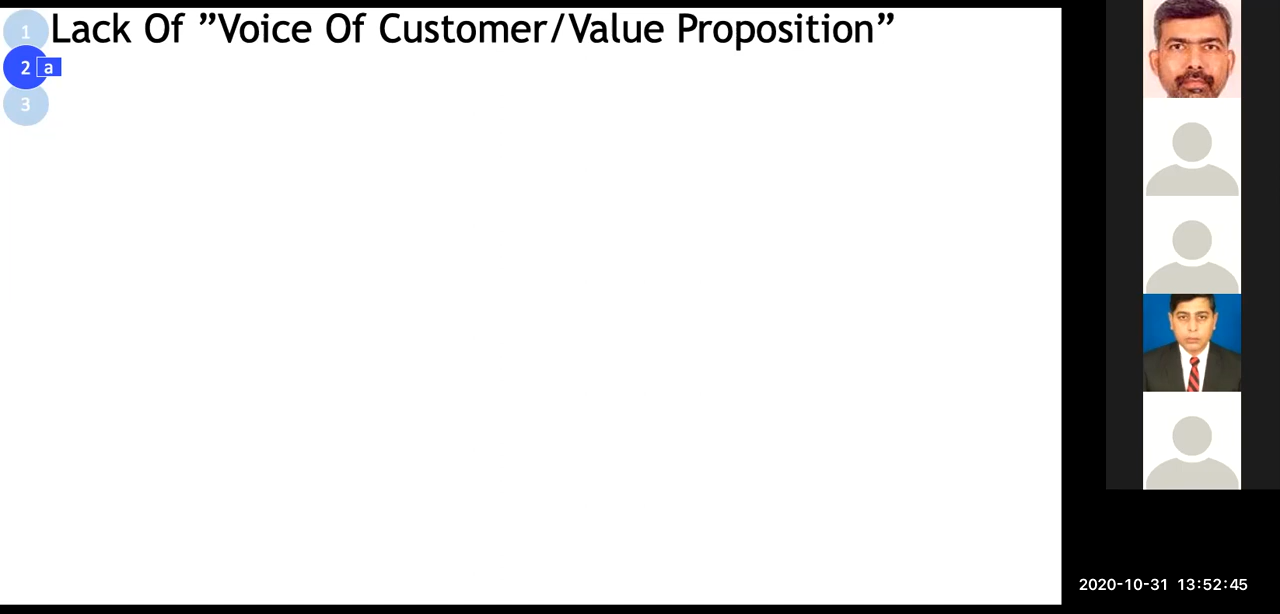 1
Lack Of ”Voice Of Customer/Value Proposition”
2 a
3
2020-10-31 13:52:45